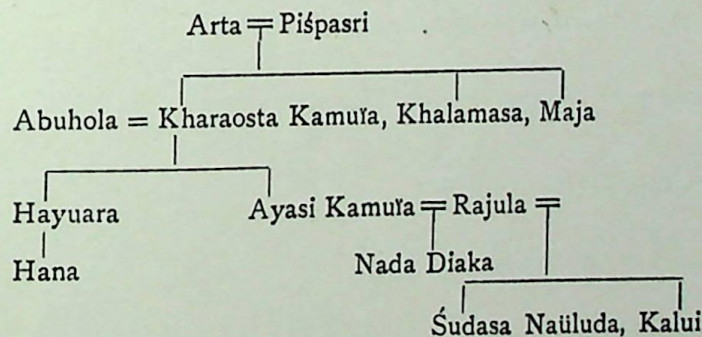 Arta = Piśpasri
Abuhola = Kharaosta Kamuïa, Khalamasa, Maja
Hayuara Ayasi Kamuïa = Rajula =
Hana Nada Diaka
Śudasa Naüluda, Kalui